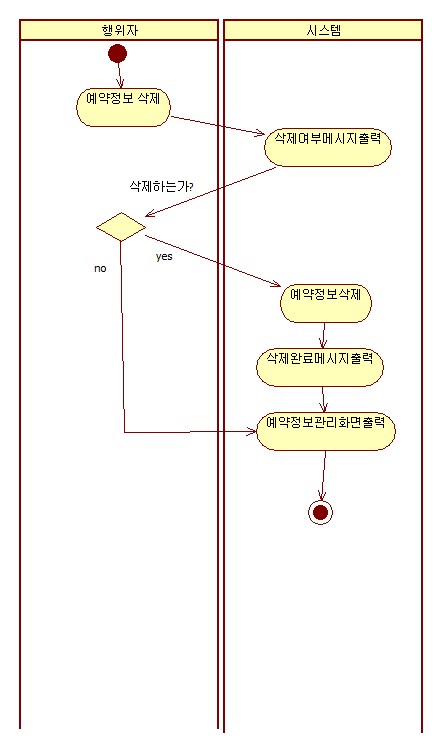 행위자
시스템
예약정보 삭제
삭제여부메시지출력
삭제하는가?
yes
no
예약정보삭제
삭제완료메시지출력
예약정보관리화면출력